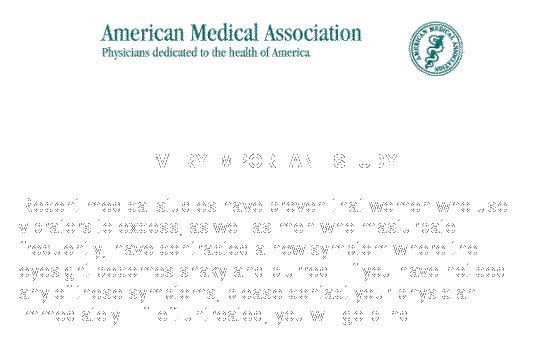 American Medical Association
Physicians dedicated to the health of America
AMERICAN MEDICAL ASSOCIATION
VERY IMPORTANT STUDY
Recent medical studies have proven that women who use
vibrators to excess, as well as men who masturbate
frequently, have contracted a new symptom where the
eyesight becomes shaky and blurred. If you have noticed
any of these symptoms, please contact your physician
immediately. If left untreated, you will go blind.